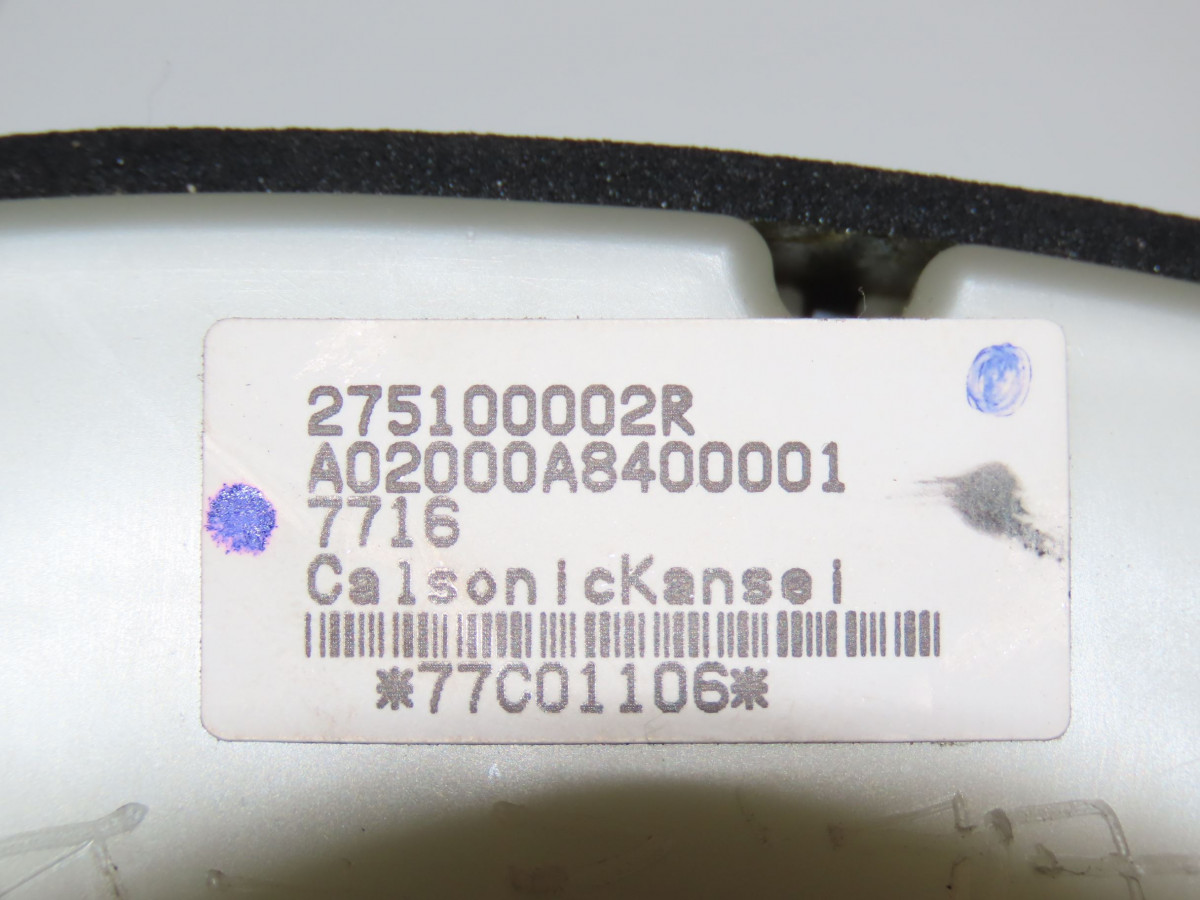 275100002R
A02000A8400001
7716
CalsonicKansei
*77C01106*